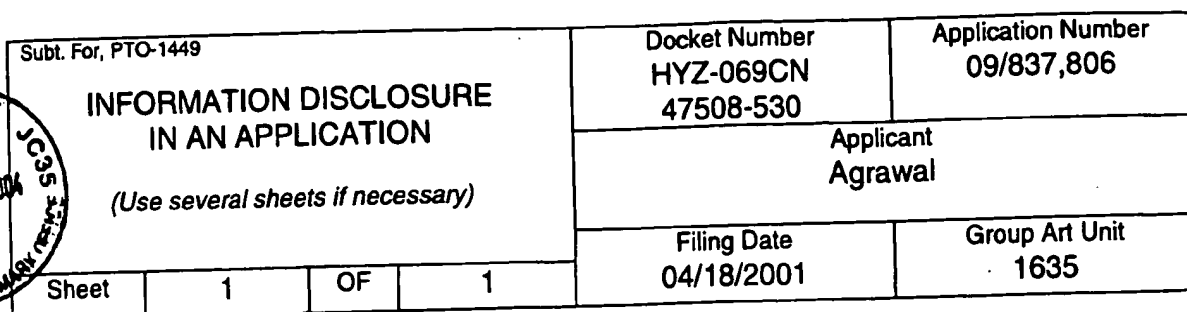 Subt. For, PTO-1449
INFORMATION DISCLOSURE
IN AN APPLICATION
(Use several sheets if necessary)
Sheet 1 OF 1
Docket Number
HYZ-069CN
47508-530
Application Number
09/837,806
Applicant
Agrawal
Filing Date
04/18/2001
Group Art Unit
1635
JC35